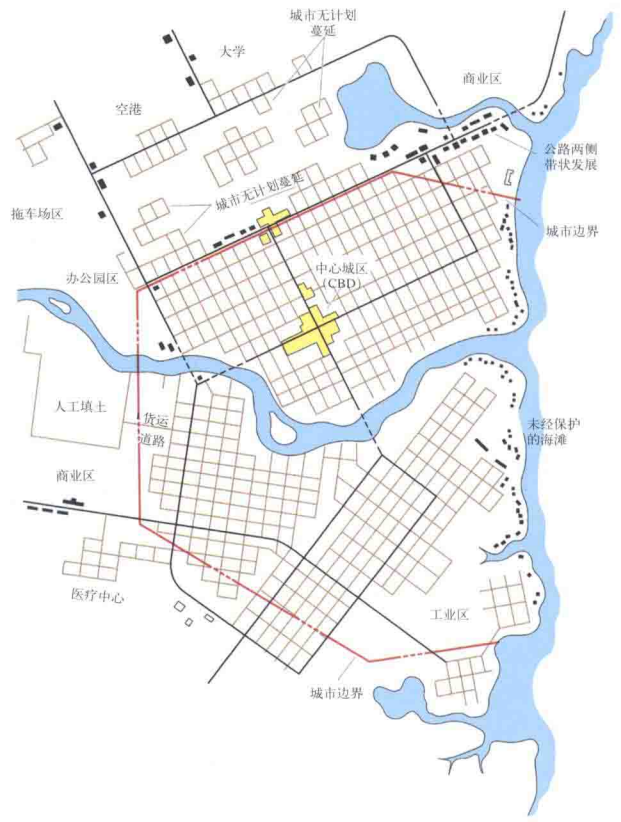 城市无计划
蔓延
大学
商业区
空港
公路两侧
带状发展
城市无计划蔓延
拖车场区
城市边界
办公园区
中心城区
(CBD)
人工填土
货运
道路
未经保护
的海滩
商业区
医疗中心
工业区
城市边界